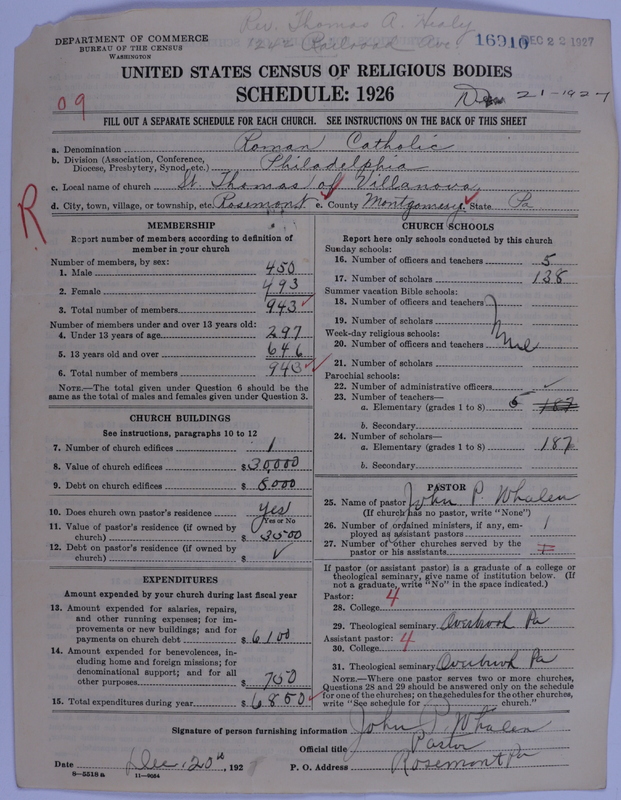 Rev. Thomas A. Healy
1242 Railroad Ave.
16910 DEC 23 1927
DEPARTMENT OF COMMERCE
BUREAU OF THE CENSUS
WASHINGTON
UNITED STATES CENSUS OF RELIGIOUS BODIES
SCHEDULE: 1926
21-1927
09
FILL OUT A SEPARATE SCHEDULE FOR EACH CHURCH. SEE INSTRUCTIONS ON THE BACK OF THIS SHEET
a. Denomination Roman Catholic
b. Division (Association, Conference, Diocese, Presbytery, Synod, etc.) Philadelphia
c. Local name of church St. Thomas of Villanova
d. City, town, village, or township, etc. Rosemont e. County Montgomery State Pa
R
MEMBERSHIP
Report number of members according to definition of
member in your church
Number of members, by sex:
1. Male 450
2. Female 493
3. Total number of members 943
Number of members under and over 13 years old:
4. Under 13 years of age 297
5. 13 years old and over 646
6. Total number of members 943
NOTE.—The total given under Question 6 should be the
same as the total of males and females given under Question 3.
CHURCH BUILDINGS
See instructions, paragraphs 10 to 12
7. Number of church edifices 1
8. Value of church edifices $30,000
9. Debt on church edifices $ 8000
10. Does church own pastor's residence Yes
Yes or No
11. Value of pastor's residence (if owned by
church) $ 3500
12. Debt on pastor's residence (if owned by
church) $ ✓
EXPENDITURES
Amount expended by your church during last fiscal year
13. Amount expended for salaries, repairs,
and other running expenses; for im-
provements or new buildings; and for
payments on church debt $ 6100
14. Amount expended for benevolences, in-
cluding home and foreign missions; for
denominational support; and for all
other purposes $ 750
15. Total expenditures during year $ 6850
CHURCH SCHOOLS
Report here only schools conducted by this church
Sunday schools:
16. Number of officers and teachers 5
17. Number of scholars 138
Summer vacation Bible schools:
18. Number of officers and teachers
19. Number of scholars
Week-day religious schools:
20. Number of officers and teachers None
21. Number of scholars
Parochial schools:
22. Number of administrative officers ✓
23. Number of teachers—
a. Elementary (grades 1 to 8) 6 187
b. Secondary
24. Number of scholars—
a. Elementary (grades 1 to 8) 187
b. Secondary
PASTOR
25. Name of pastor John P. Whalen
(If church has no pastor, write "None")
26. Number of ordained ministers, if any, em-
ployed as assistant pastors 1
27. Number of other churches served by the
pastor or his assistants
If pastor (or assistant pastor) is a graduate of a college or
theological seminary, give name of institution below. (If
not a graduate, write "No" in the space indicated.)
Pastor:
28. College 4
29. Theological seminary Overbrook Pa
Assistant pastor:
30. College 4
31. Theological seminary Overbrook Pa
NOTE.—Where one pastor serves two or more churches,
Questions 28 and 29 should be answered only on the schedule
for one of the churches; on the schedules for the other churches,
write "See schedule for church."
Signature of person furnishing information John P. Whalen
Official title Pastor
Date Dec. 20th, 192 P. O. Address Rosemont Pa
8-5518 a 11-9994